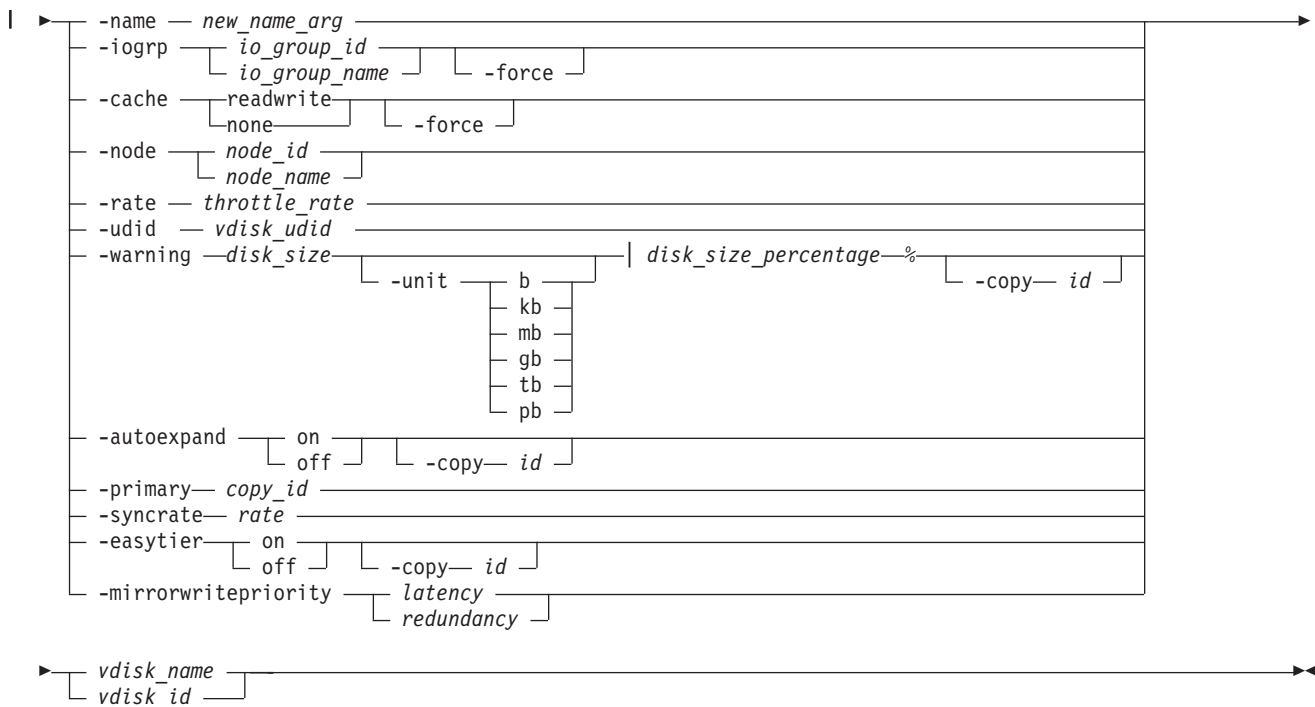 -name new_name_arg
-iogrp io_group_id
io_group_name -force
-cache readwrite
none -force
-node node_id
node_name
-rate throttle_rate
-udid vdisk_udid
-warning disk_size | disk_size_percentage %
-unit b -copy id
kb
mb
gb
tb
pb
-autoexpand on
off -copy id
-primary copy_id
-syncrate rate
-easytier on
off -copy id
-mirrorwritepriority latency
redundancy
vdisk_name
vdisk_id